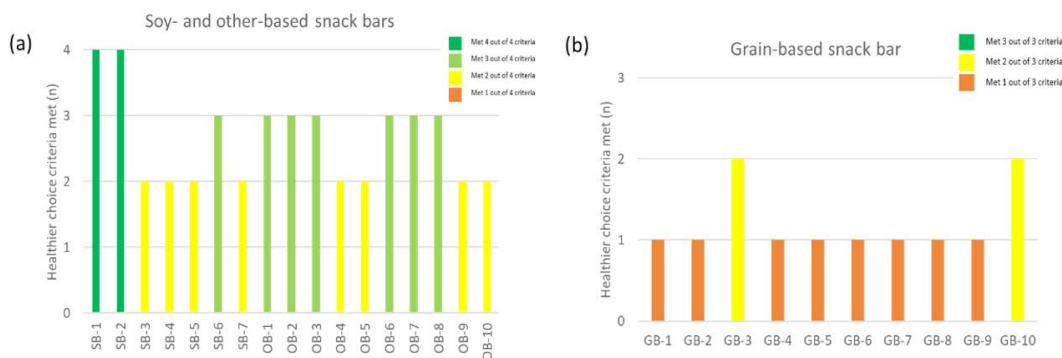 (a)
Soy- and other-based snack bars
Met 4 out of 4 criteria
Met 3 out of 4 criteria
Met 2 out of 4 criteria
Met 1 out of 4 criteria
Healthier choice criteria met (n)
4
3
2
1
0
SB-1 SB-2 SB-3 SB-4 SB-5 SB-6 SB-7 OB-1 OB-2 OB-3 OB-4 OB-5 OB-6 OB-7 OB-8 OB-9 OB-10
(b)
Grain-based snack bar
Met 3 out of 3 criteria
Met 2 out of 3 criteria
Met 1 out of 3 criteria
Healthier choice criteria met (n)
3
2
1
0
GB-1 GB-2 GB-3 GB-4 GB-5 GB-6 GB-7 GB-8 GB-9 GB-10